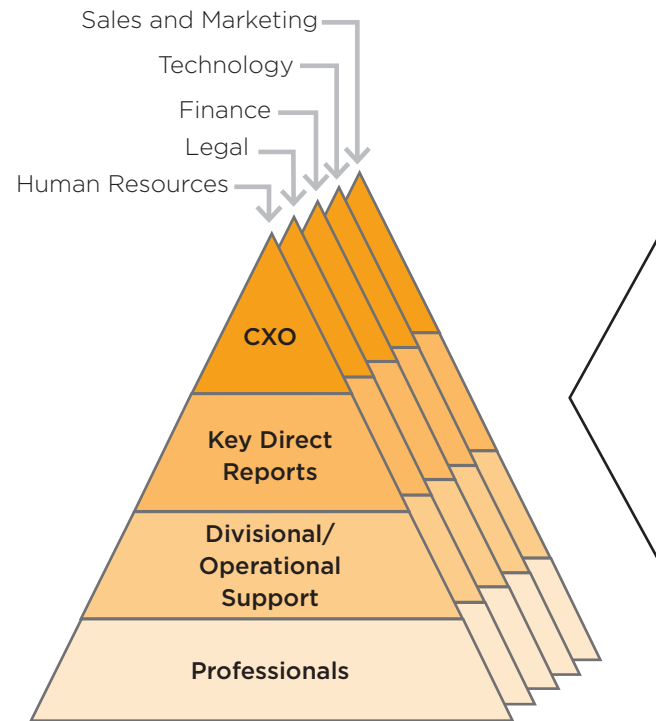 Sales and Marketing
Technology
Finance
Legal
Human Resources
CXO
Key Direct
Reports
Divisional/
Operational
Support
Professionals